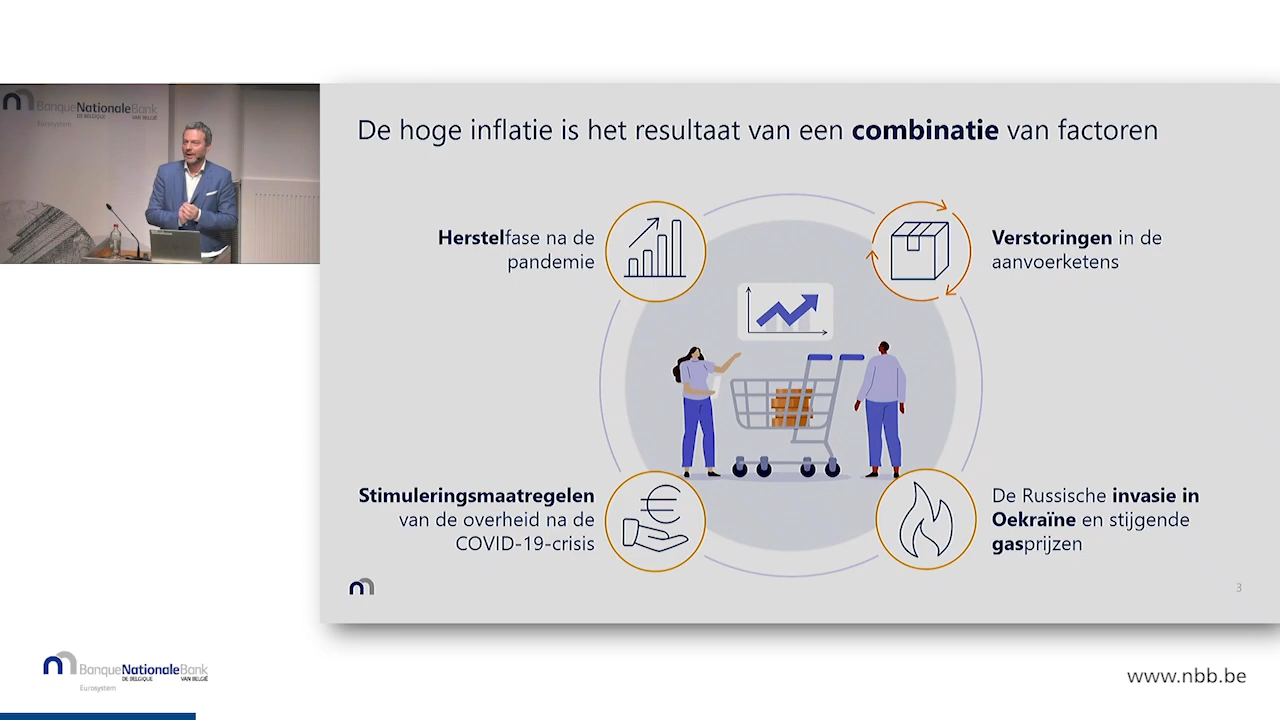 BanqueNationaleBank
DE BELGIQUE
VAN BELGIË
Eurosystem
De hoge inflatie is het resultaat van een combinatie van factoren
Herstelfase na de
pandemie
Verstoringen in de
aanvoerketens
Stimuleringsmaatregelen
van de overheid na de
COVID-19-crisis
De Russische invasie in
Oekraïne en stijgende
gasprijzen
3
BanqueNationaleBank
DE BELGIQUE
VAN BELGIË
Eurosystem
www.nbb.be